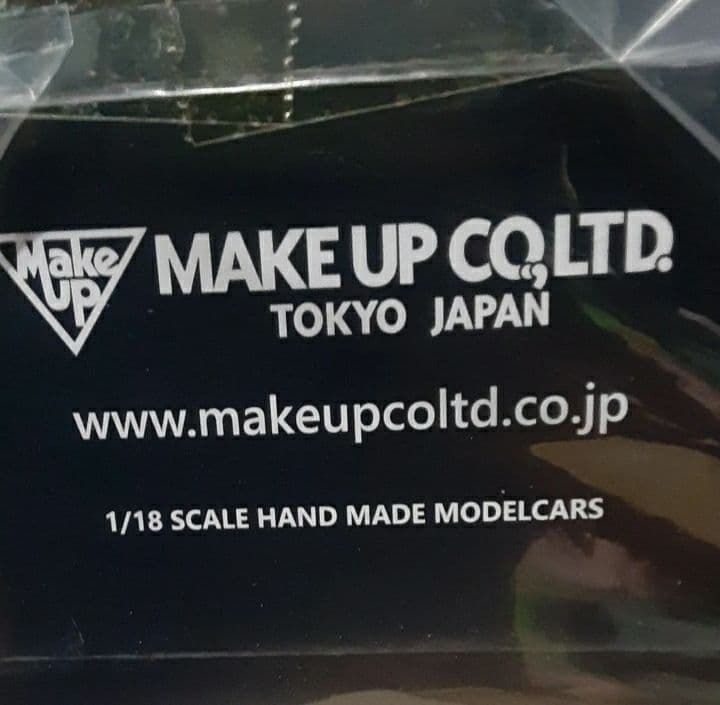 Make UP
MAKE UP CO.,LTD.
TOKYO JAPAN
www.makeupcoltd.co.jp
1/18 SCALE HAND MADE MODELCARS